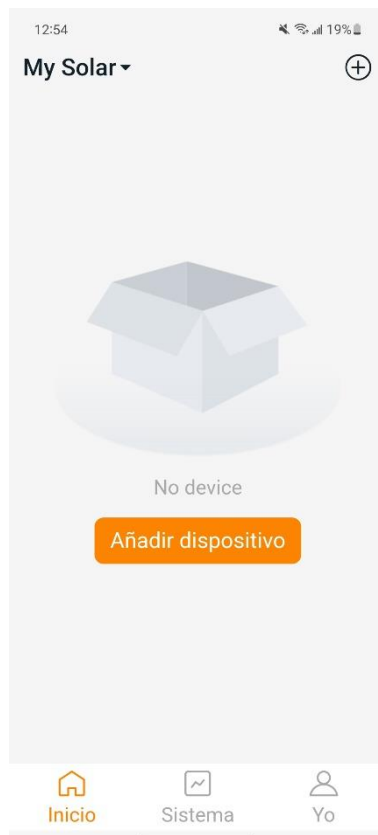 12:54 19%
My Solar
No device
Añadir dispositivo
Inicio Sistema Yo